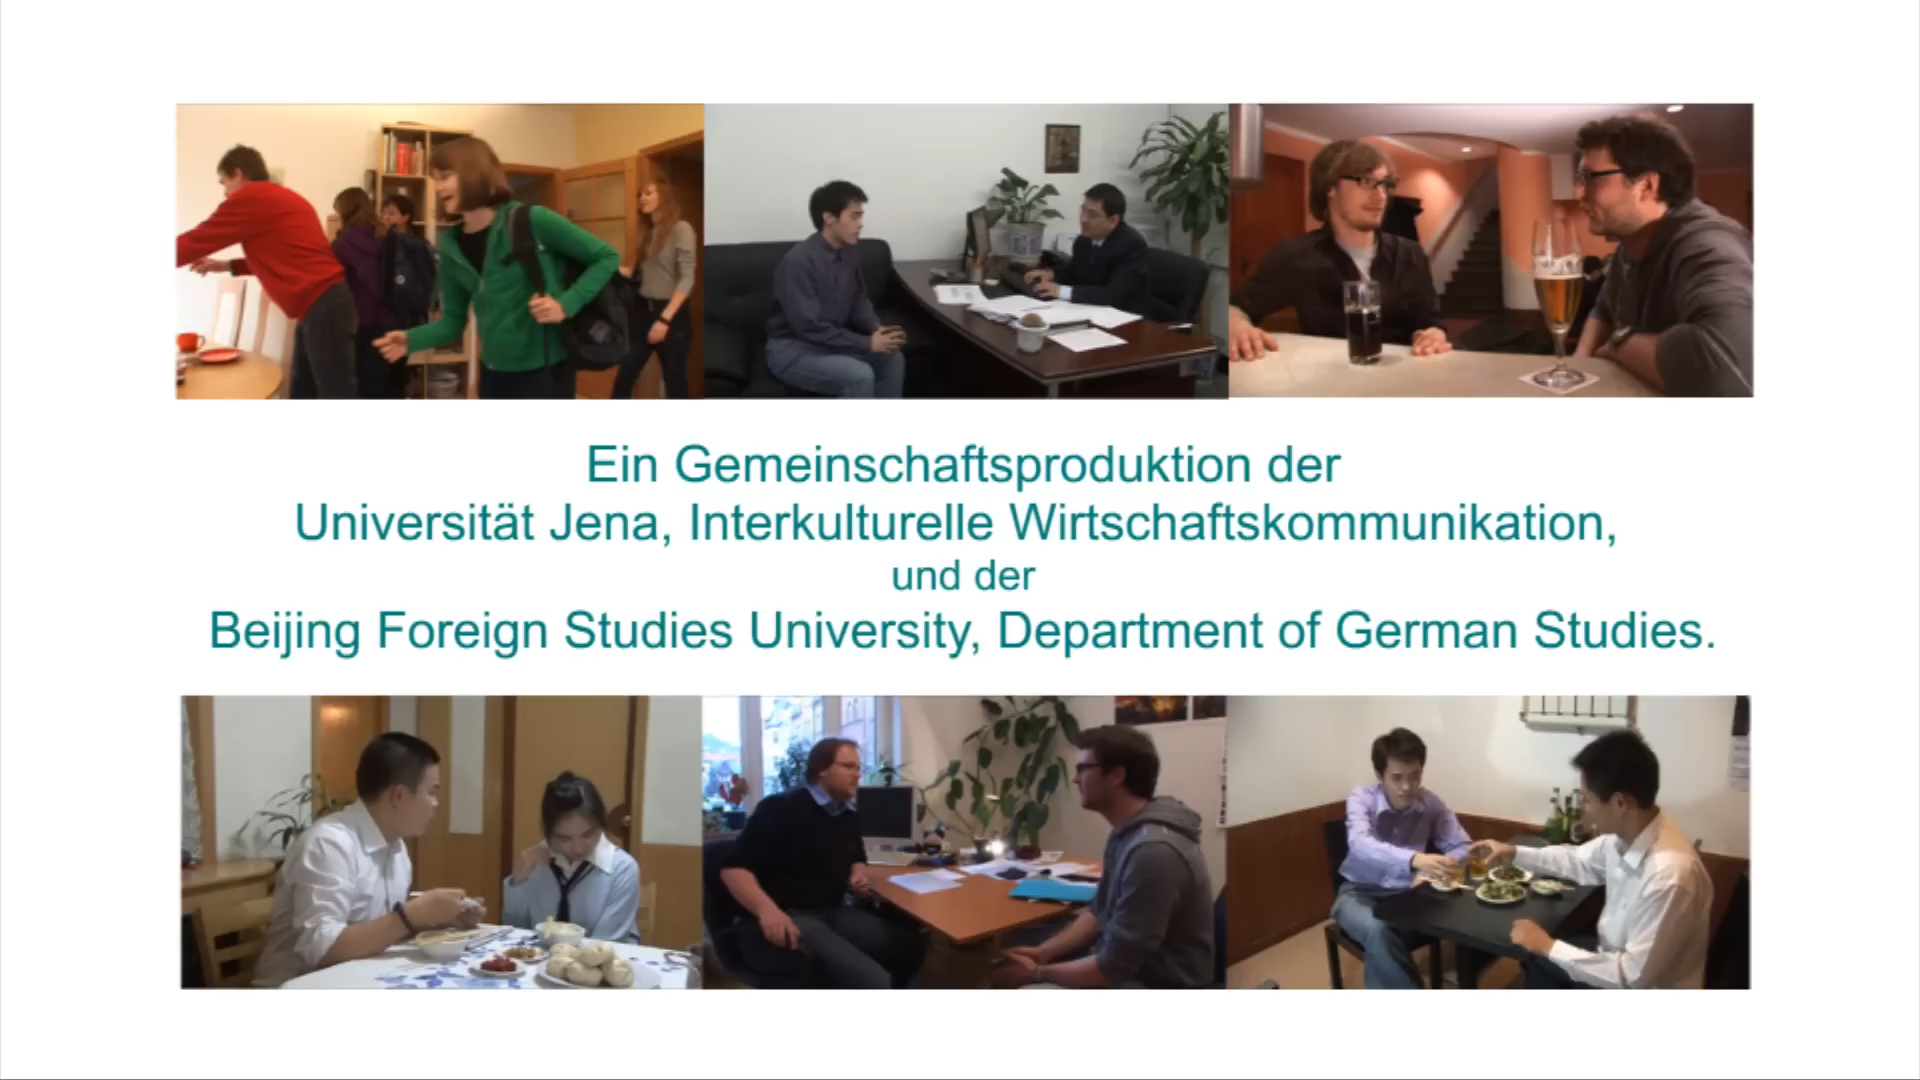 Ein Gemeinschaftsproduktion der
Universität Jena, Interkulturelle Wirtschaftskommunikation,
und der
Beijing Foreign Studies University, Department of German Studies.